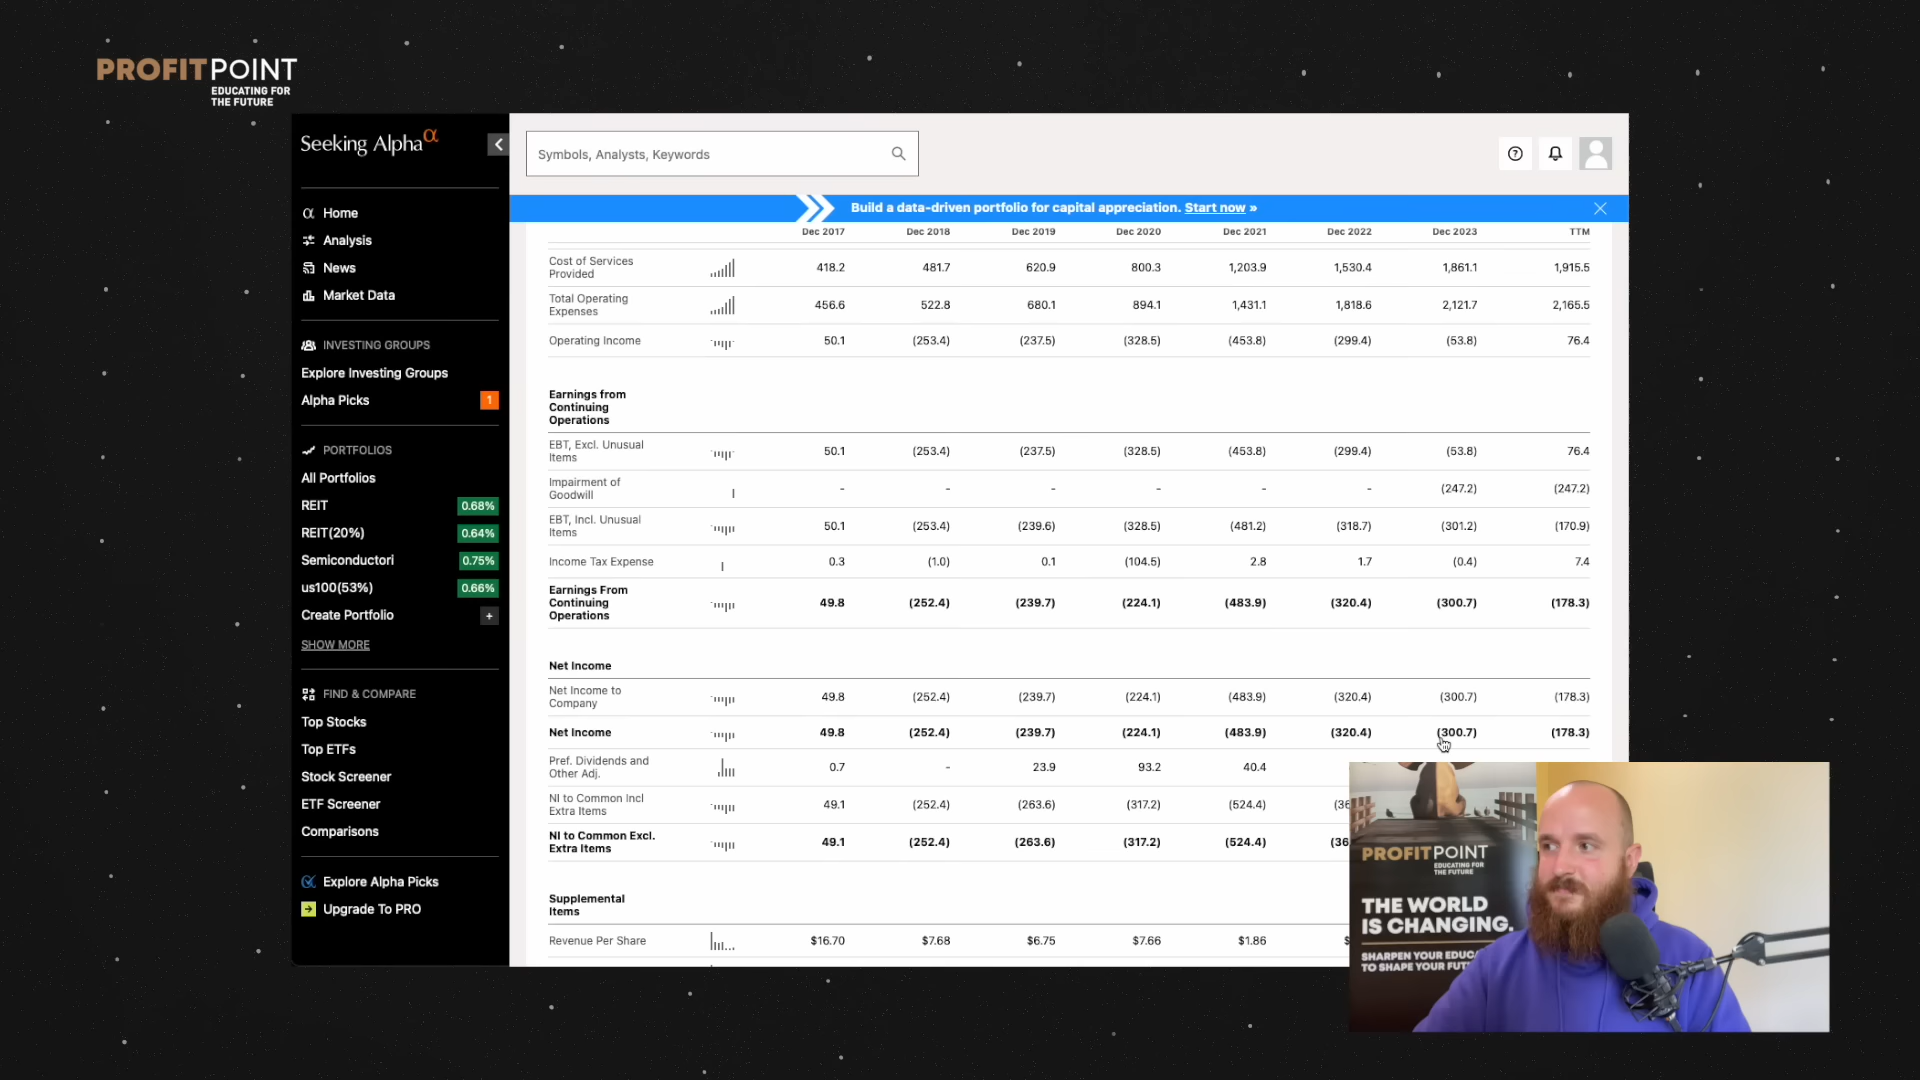 PROFITPOINT
EDUCATING FOR
THE FUTURE
Seeking Alpha α
Home
Analysis
News
Market Data
INVESTING GROUPS
Explore Investing Groups
Alpha Picks 1
PORTFOLIOS
All Portfolios
REIT 0.68%
REIT(20%) 0.64%
Semiconductori 0.75%
us100(53%) 0.66%
Create Portfolio +
SHOW MORE
FIND & COMPARE
Top Stocks
Top ETFs
Stock Screener
ETF Screener
Comparisons
Explore Alpha Picks
Upgrade To PRO
Symbols, Analysts, Keywords
Build a data-driven portfolio for capital appreciation. Start now »
Dec 2017 Dec 2018 Dec 2019 Dec 2020 Dec 2021 Dec 2022 Dec 2023 TTM
Cost of Services
Provided 418.2 481.7 620.9 800.3 1,203.9 1,530.4 1,861.1 1,915.5
Total Operating
Expenses 456.6 522.8 680.1 894.1 1,431.1 1,818.6 2,121.7 2,165.5
Operating Income 50.1 (253.4) (237.5) (328.5) (453.8) (299.4) (53.8) 76.4
Earnings from
Continuing
Operations
EBT, Excl. Unusual
Items 50.1 (253.4) (237.5) (328.5) (453.8) (299.4) (53.8) 76.4
Impairment of
Goodwill - - - - - - (247.2) (247.2)
EBT, Incl. Unusual
Items 50.1 (253.4) (239.6) (328.5) (481.2) (318.7) (301.2) (170.9)
Income Tax Expense 0.3 (1.0) 0.1 (104.5) 2.8 1.7 (0.4) 7.4
Earnings From
Continuing
Operations 49.8 (252.4) (239.7) (224.1) (483.9) (320.4) (300.7) (178.3)
Net Income
Net Income to
Company 49.8 (252.4) (239.7) (224.1) (483.9) (320.4) (300.7) (178.3)
Net Income 49.8 (252.4) (239.7) (224.1) (483.9) (320.4) (300.7) (178.3)
Pref. Dividends and
Other Adj. 0.7 - 23.9 93.2 40.4
NI to Common Incl
Extra Items 49.1 (252.4) (263.6) (317.2) (524.4) (36
NI to Common Excl.
Extra Items 49.1 (252.4) (263.6) (317.2) (524.4) (36
Supplemental
Items
Revenue Per Share $16.70 $7.68 $6.75 $7.66 $1.86 $
PROFITPOINT
EDUCATING FOR
THE FUTURE
THE WORLD
IS CHANGING.
SHARPEN YOUR EDUC
TO SHAPE YOUR FUT